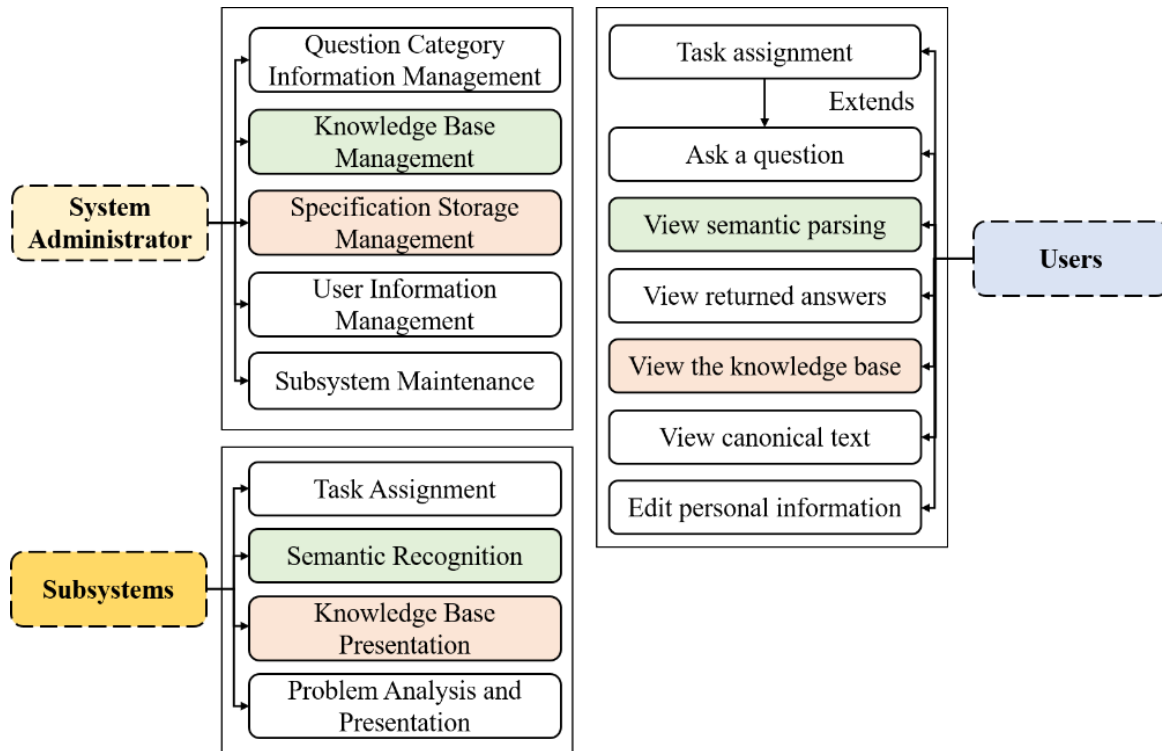 System
Administrator
Question Category
Information Management
Knowledge Base
Management
Specification Storage
Management
User Information
Management
Subsystem Maintenance
Subsystems
Task Assignment
Semantic Recognition
Knowledge Base
Presentation
Problem Analysis and
Presentation
Task assignment
Extends
Ask a question
View semantic parsing
View returned answers
View the knowledge base
View canonical text
Edit personal information
Users